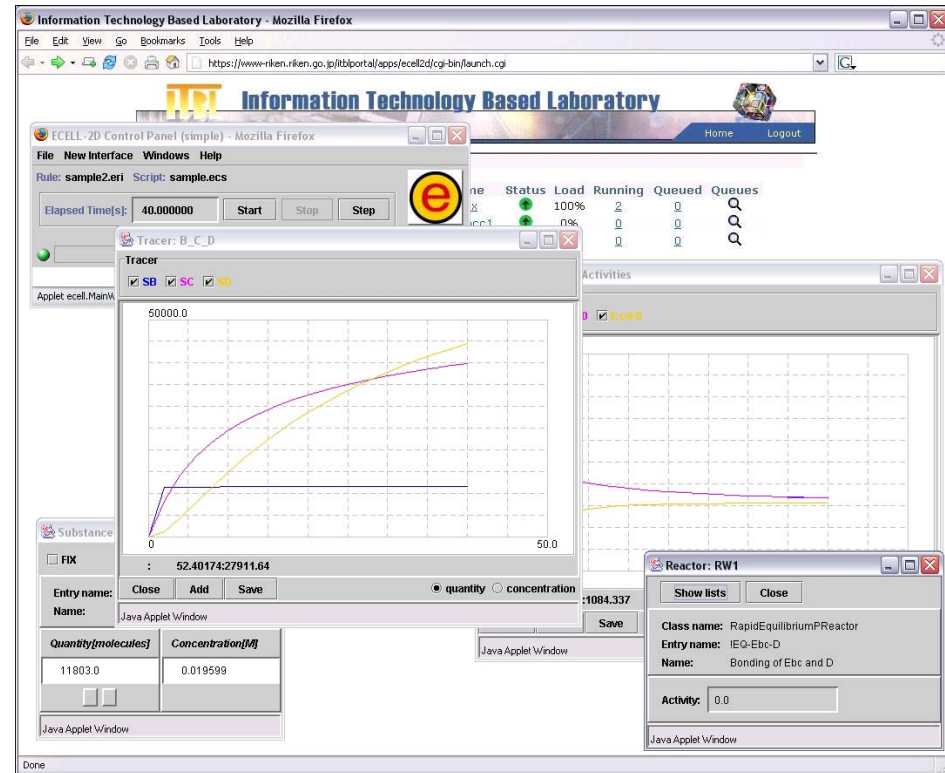 Information Technology Based Laboratory - Mozilla Firefox
File Edit View Go Bookmarks Tools Help
https://www-riken.riken.go.jp/itblportal/apps/ecell2d/cgi-bin/launch.cgi
G
ITBL Information Technology Based Laboratory
Home Logout
Status Load Running Queued Queues
100% 2 0
0% 0 0
0 0
ECELL-2D Control Panel (simple) - Mozilla Firefox
File New Interface Windows Help
Rule: sample2.eri Script: sample.ecs
Elapsed Time[s]: 40.000000 Start Stop Step
e
Applet ecell.MainW
Tracer: B_C_D
Tracer
SB SC SD
50000.0
0 50.0
: 52.40174:27911.64
Close Add Save quantity concentration
Java Applet Window
Activities
:1084.337
Save
Java Applet Window
Substance
FIX
Entry name:
Name:
Quantity[molecules] Concentration[M]
11803.0 0.019599
Java Applet Window
Reactor: RW1
Show lists Close
Class name: RapidEquilibriumPReactor
Entry name: !EQ-Ebc-D
Name: Bonding of Ebc and D
Activity: 0.0
Java Applet Window
Done